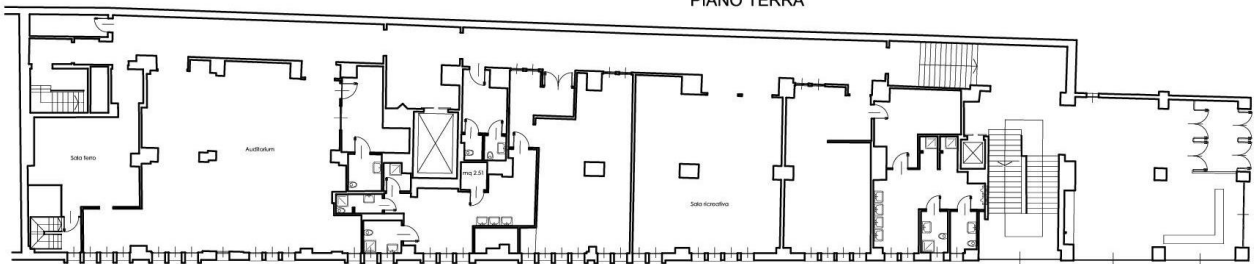 PIANO TERRA
Sala ferro
Auditorium
mq 2.51
Sala ricreativa